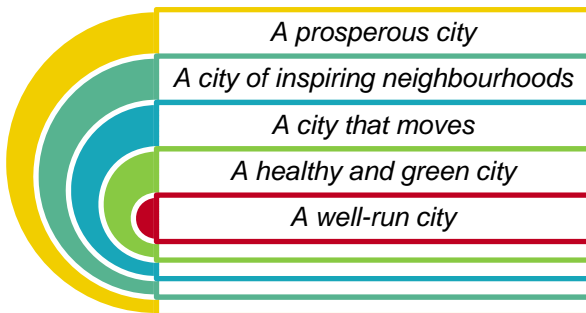 A prosperous city
A city of inspiring neighbourhoods
A city that moves
A healthy and green city
A well-run city